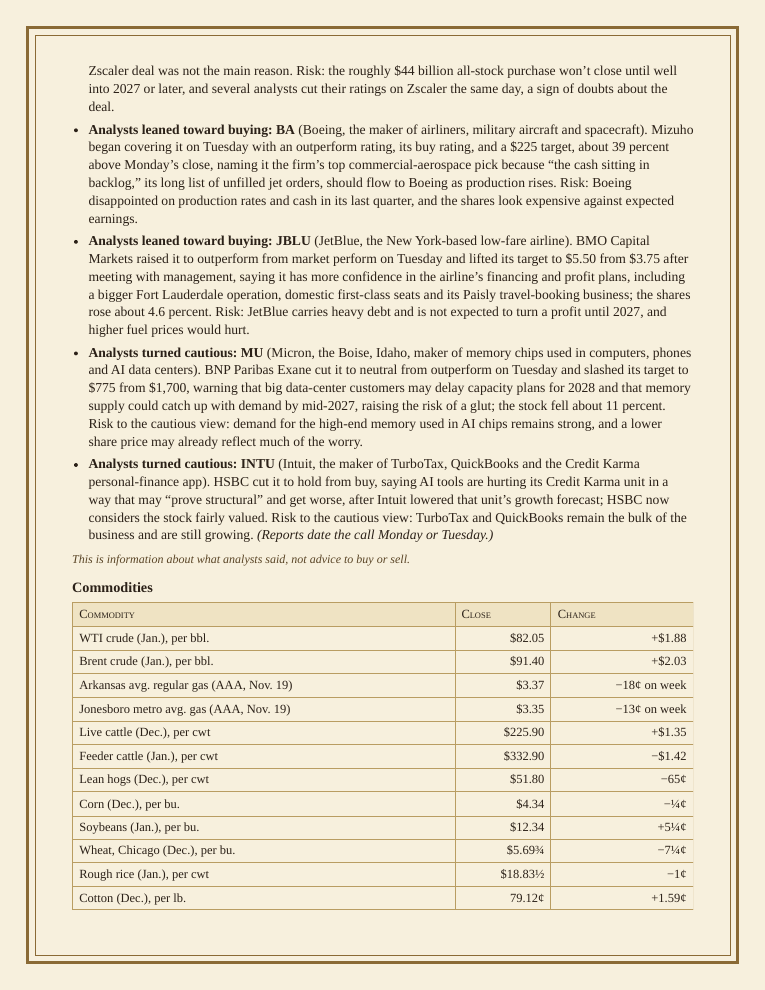 Zscaler deal was not the main reason. Risk: the roughly $44 billion all-stock purchase won’t close until well
into 2027 or later, and several analysts cut their ratings on Zscaler the same day, a sign of doubts about the
deal.
• Analysts leaned toward buying: BA (Boeing, the maker of airliners, military aircraft and spacecraft). Mizuho
began covering it on Tuesday with an outperform rating, its buy rating, and a $225 target, about 39 percent
above Monday’s close, naming it the firm’s top commercial-aerospace pick because “the cash sitting in
backlog,” its long list of unfilled jet orders, should flow to Boeing as production rises. Risk: Boeing
disappointed on production rates and cash in its last quarter, and the shares look expensive against expected
earnings.
• Analysts leaned toward buying: JBLU (JetBlue, the New York-based low-fare airline). BMO Capital
Markets raised it to outperform from market perform on Tuesday and lifted its target to $5.50 from $3.75 after
meeting with management, saying it has more confidence in the airline’s financing and profit plans, including
a bigger Fort Lauderdale operation, domestic first-class seats and its Paisly travel-booking business; the shares
rose about 4.6 percent. Risk: JetBlue carries heavy debt and is not expected to turn a profit until 2027, and
higher fuel prices would hurt.
• Analysts turned cautious: MU (Micron, the Boise, Idaho, maker of memory chips used in computers, phones
and AI data centers). BNP Paribas Exane cut it to neutral from outperform on Tuesday and slashed its target to
$775 from $1,700, warning that big data-center customers may delay capacity plans for 2028 and that memory
supply could catch up with demand by mid-2027, raising the risk of a glut; the stock fell about 11 percent.
Risk to the cautious view: demand for the high-end memory used in AI chips remains strong, and a lower
share price may already reflect much of the worry.
• Analysts turned cautious: INTU (Intuit, the maker of TurboTax, QuickBooks and the Credit Karma
personal-finance app). HSBC cut it to hold from buy, saying AI tools are hurting its Credit Karma unit in a
way that may “prove structural” and get worse, after Intuit lowered that unit’s growth forecast; HSBC now
considers the stock fairly valued. Risk to the cautious view: TurboTax and QuickBooks remain the bulk of the
business and are still growing. (Reports date the call Monday or Tuesday.)
This is information about what analysts said, not advice to buy or sell.
Commodities
Commodity Close Change
WTI crude (Jan.), per bbl. $82.05 +$1.88
Brent crude (Jan.), per bbl. $91.40 +$2.03
Arkansas avg. regular gas (AAA, Nov. 19) $3.37 −18¢ on week
Jonesboro metro avg. gas (AAA, Nov. 19) $3.35 −13¢ on week
Live cattle (Dec.), per cwt $225.90 +$1.35
Feeder cattle (Jan.), per cwt $332.90 −$1.42
Lean hogs (Dec.), per cwt $51.80 −65¢
Corn (Dec.), per bu. $4.34 −¼¢
Soybeans (Jan.), per bu. $12.34 +5¼¢
Wheat, Chicago (Dec.), per bu. $5.69¾ −7¼¢
Rough rice (Jan.), per cwt $18.83½ −1¢
Cotton (Dec.), per lb. 79.12¢ +1.59¢